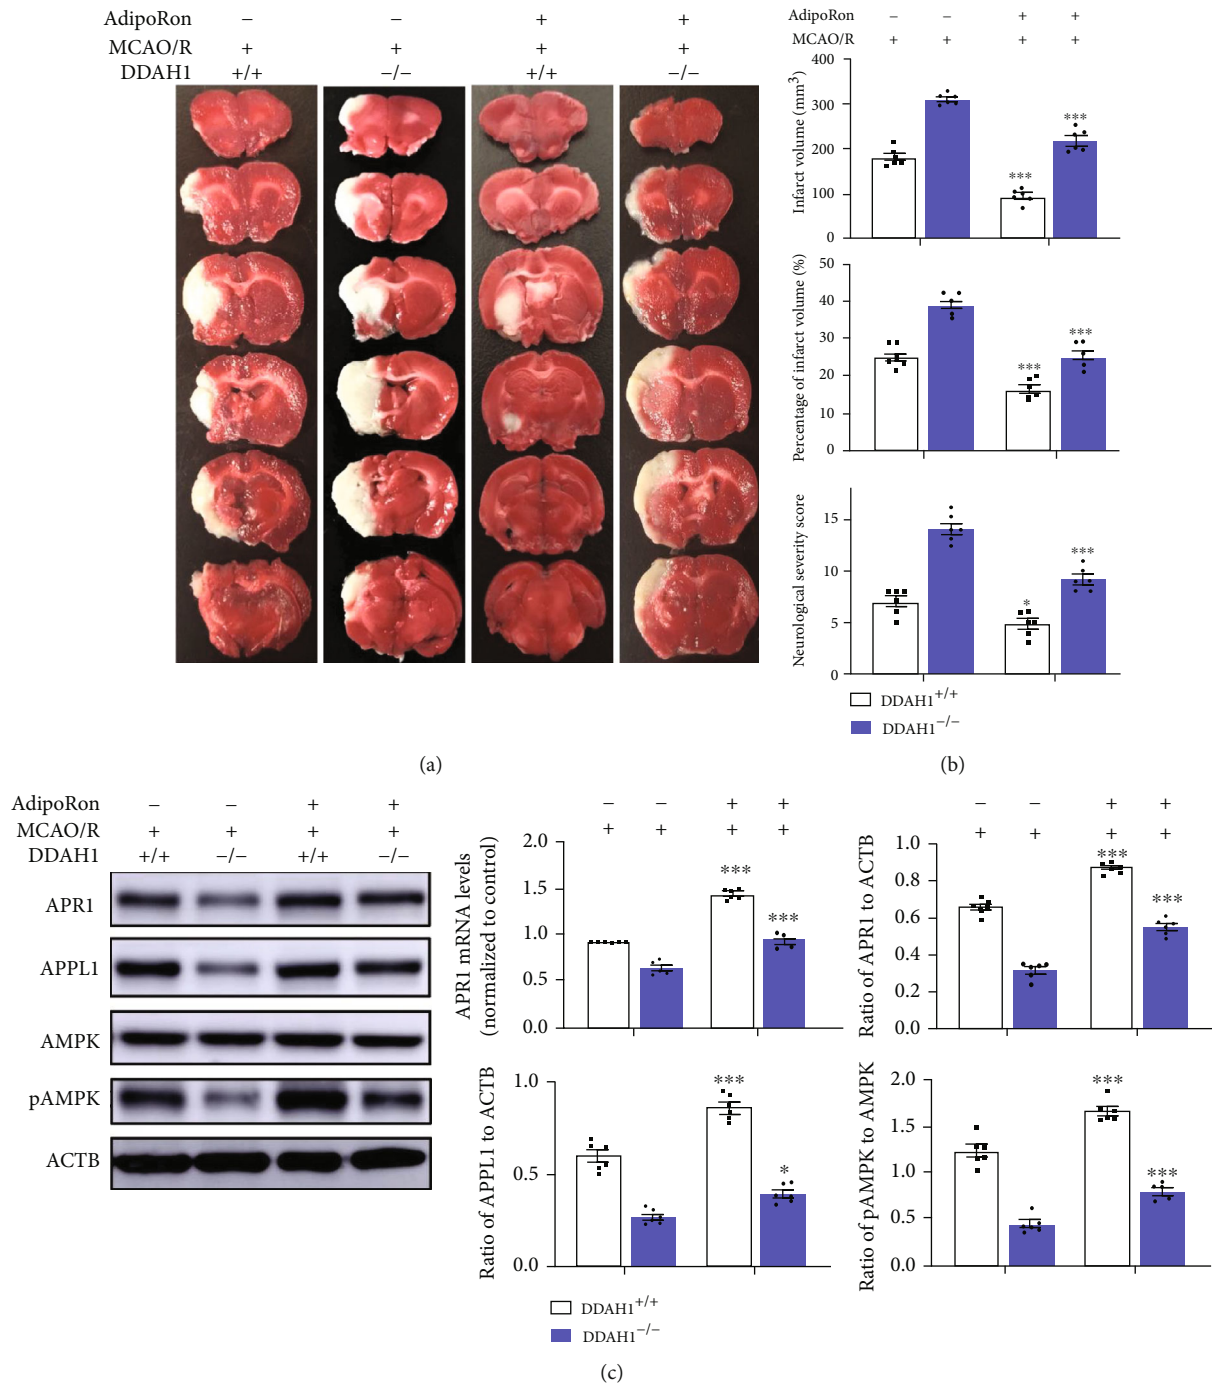 AdipoRon − − + +
MCAO/R + + + +
DDAH1 +/+ −/− +/+ −/−
(a)
AdipoRon − − + +
MCAO/R + + + +
Infarct volume (mm³)
400
300
200
100
0
***
***
Percentage of infarct volume (%)
50
40
30
20
10
0
***
***
Neurological severity score
15
10
5
0
*
***
DDAH1+/+
DDAH1−/−
(b)
AdipoRon − − + +
MCAO/R + + + +
DDAH1 +/+ −/− +/+ −/−
APR1
APPL1
AMPK
pAMPK
ACTB
− − + +
+ + + +
APR1 mRNA levels
(normalized to control)
2.0
1.5
1.0
0.5
0.0
***
***
− − + +
+ + + +
Ratio of APR1 to ACTB
1.0
0.8
0.6
0.4
0.2
0.0
***
***
Ratio of APPL1 to ACTB
1.0
0.5
0.0
***
*
Ratio of pAMPK to AMPK
2.0
1.5
1.0
0.5
0.0
***
***
DDAH1+/+
DDAH1−/−
(c)